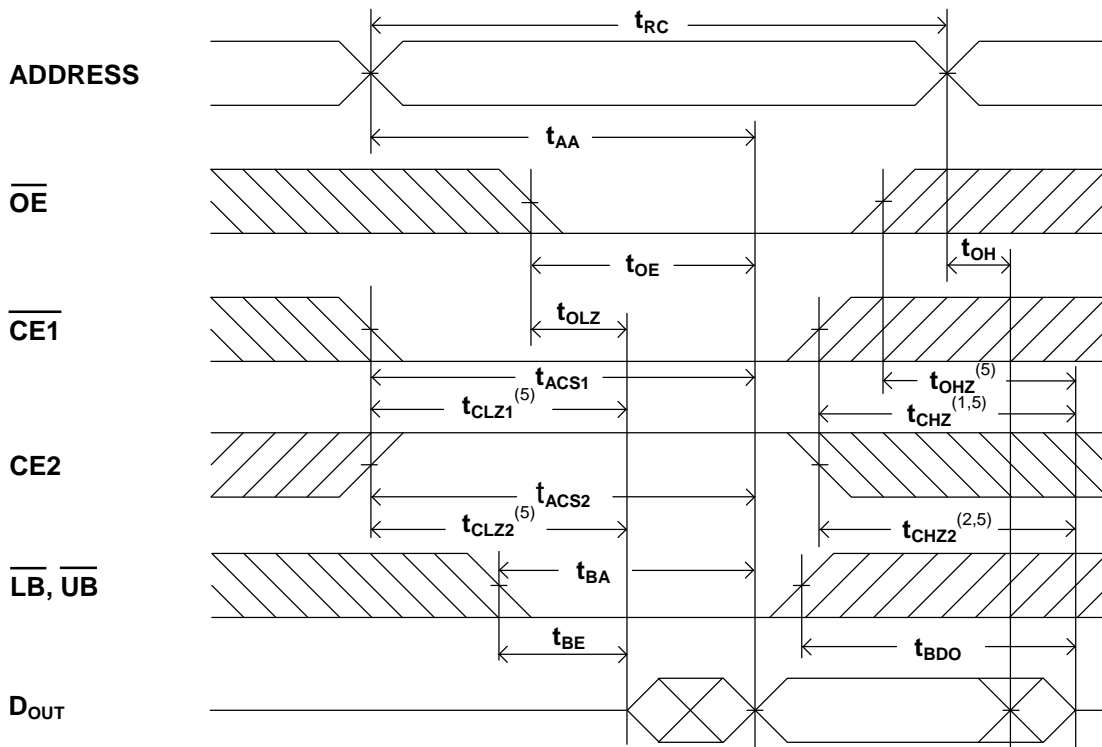 tRC
ADDRESS
tAA
OE
tOH
tOE
CE1
tOLZ
tACS1
tOHZ(5)
tCLZ1(5)
tCHZ(1,5)
CE2
tACS2
tCLZ2(5)
tCHZ2(2,5)
LB, UB
tBA
tBE
tBDO
DOUT